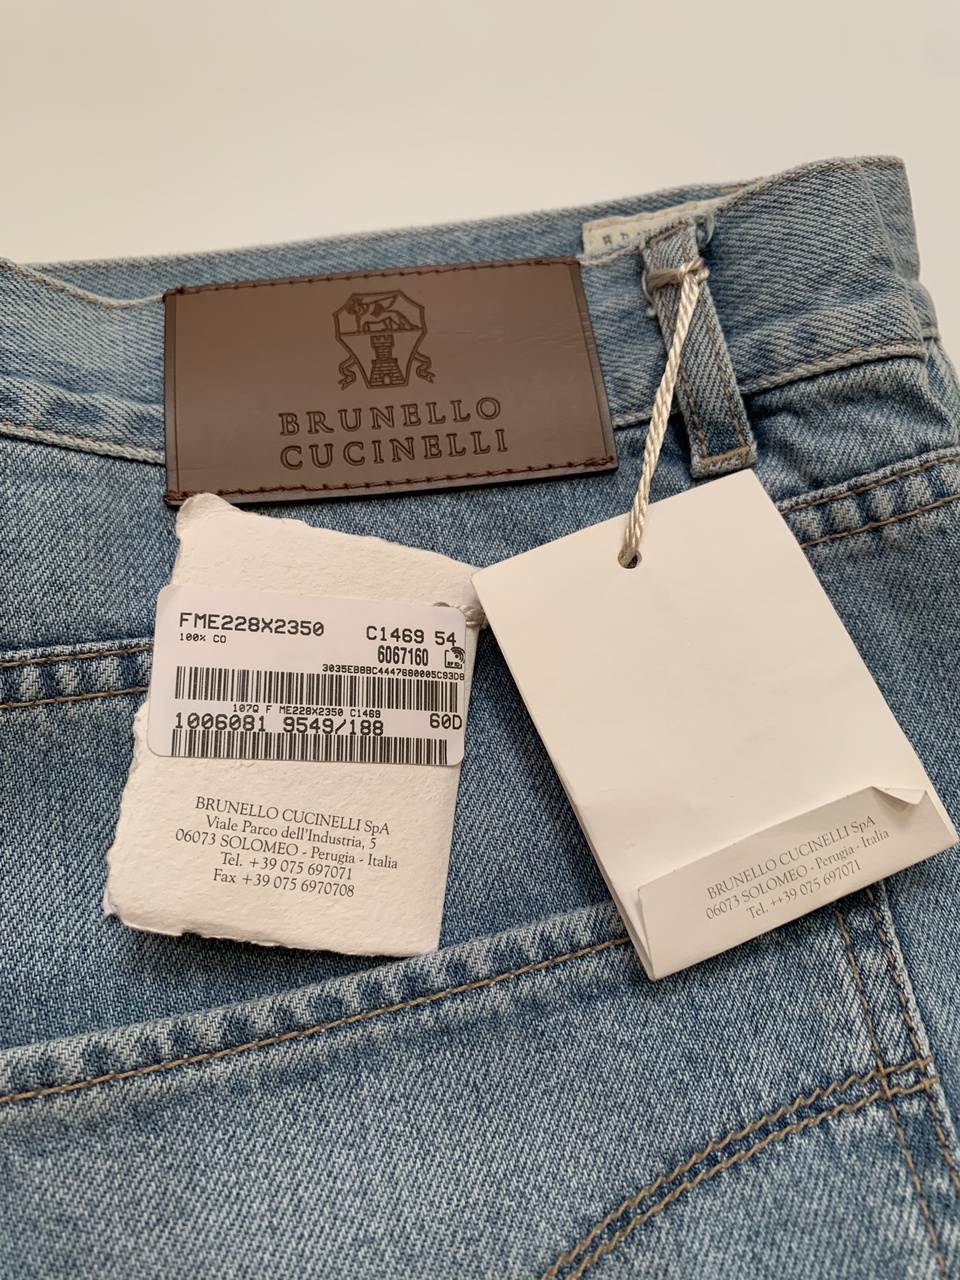 BRUNELLO
CUCINELLI
FME228X2350 C1469 54
100% CO
6067160
3035EB8BC4447680005C93D8
107Q F ME228X2350 C1469
1006081 9549/188 60D
BRUNELLO CUCINELLI SpA
Viale Parco dell'Industria, 5
06073 SOLOMEO - Perugia - Italia
Tel. +39 075 697071
Fax +39 075 6970708
BRUNELLO CUCINELLI SpA
06073 SOLOMEO - Perugia - Italia
Tel. ++39 075 697071